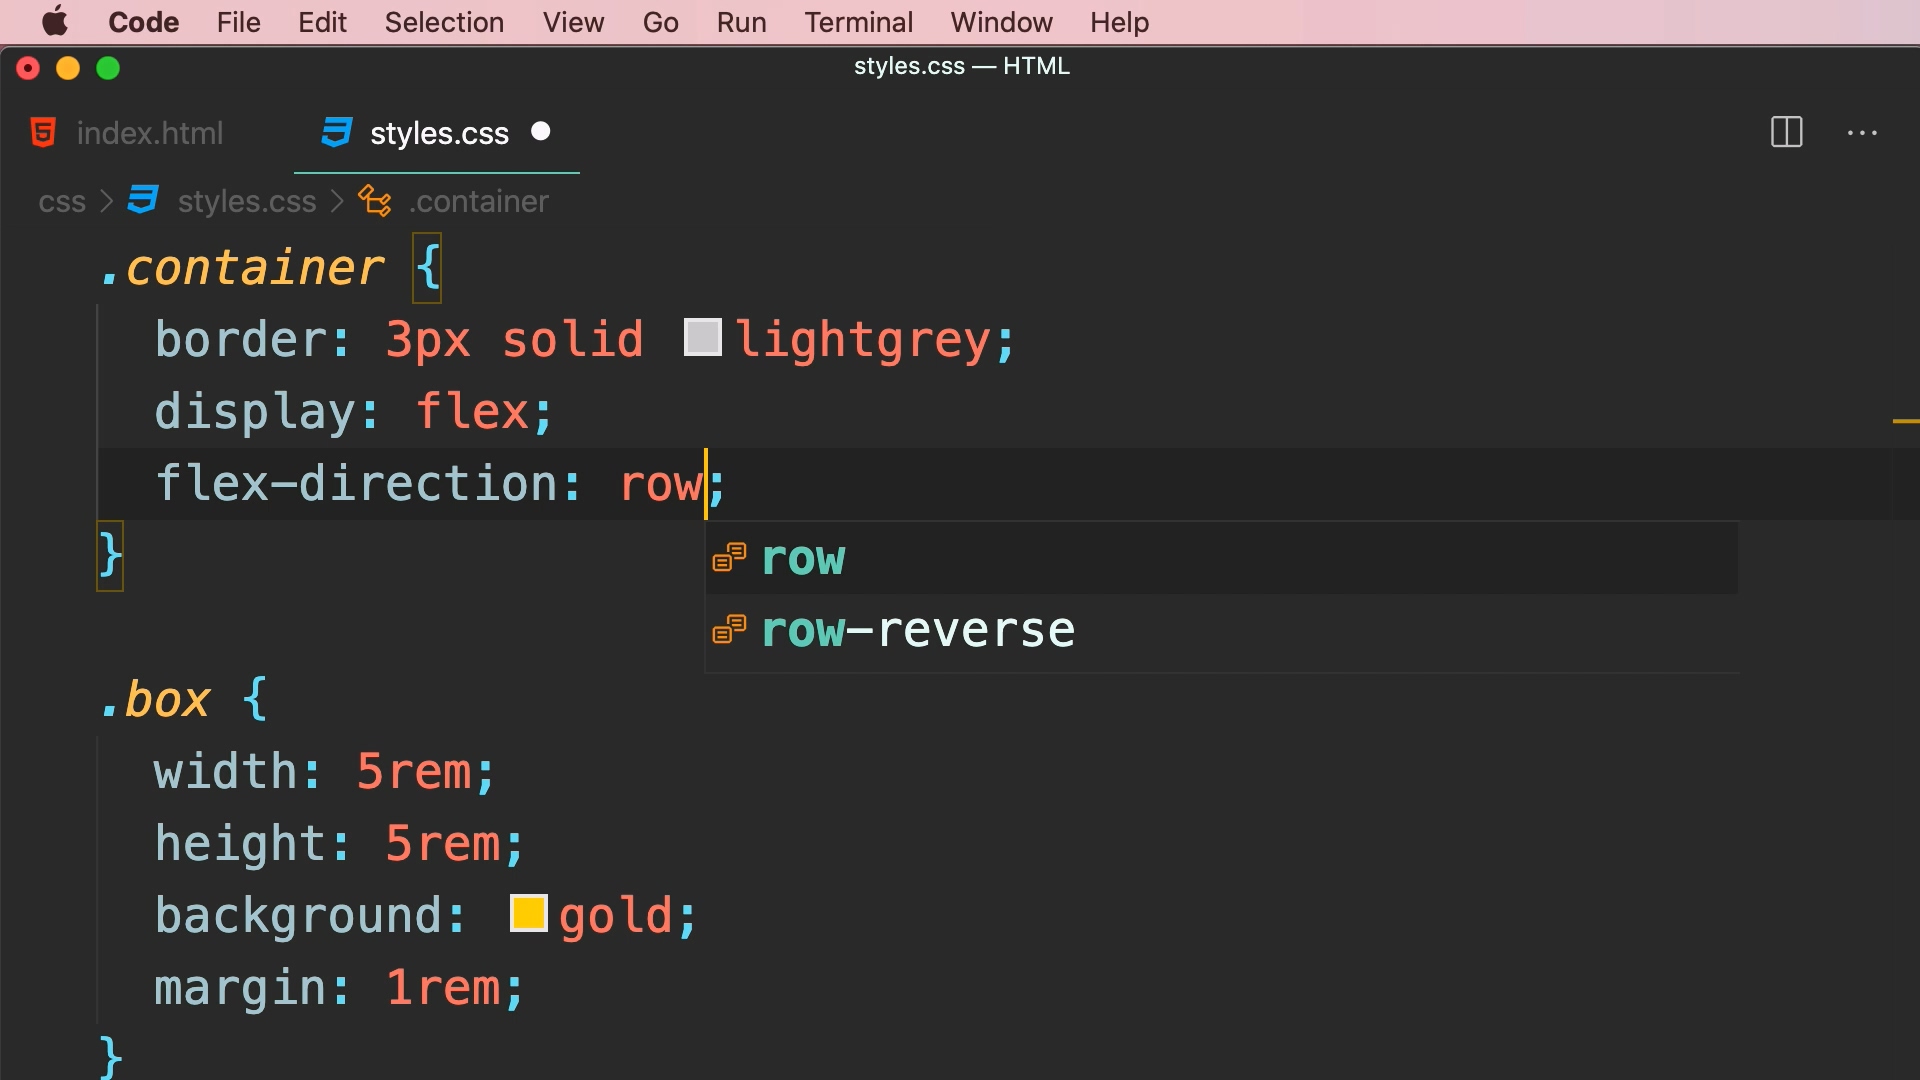 Code File Edit Selection View Go Run Terminal Window Help
styles.css — HTML
index.html styles.css
css > styles.css > .container
.container {
border: 3px solid lightgrey;
display: flex;
flex-direction: row;
}
row
row-reverse
.box {
width: 5rem;
height: 5rem;
background: gold;
margin: 1rem;
}